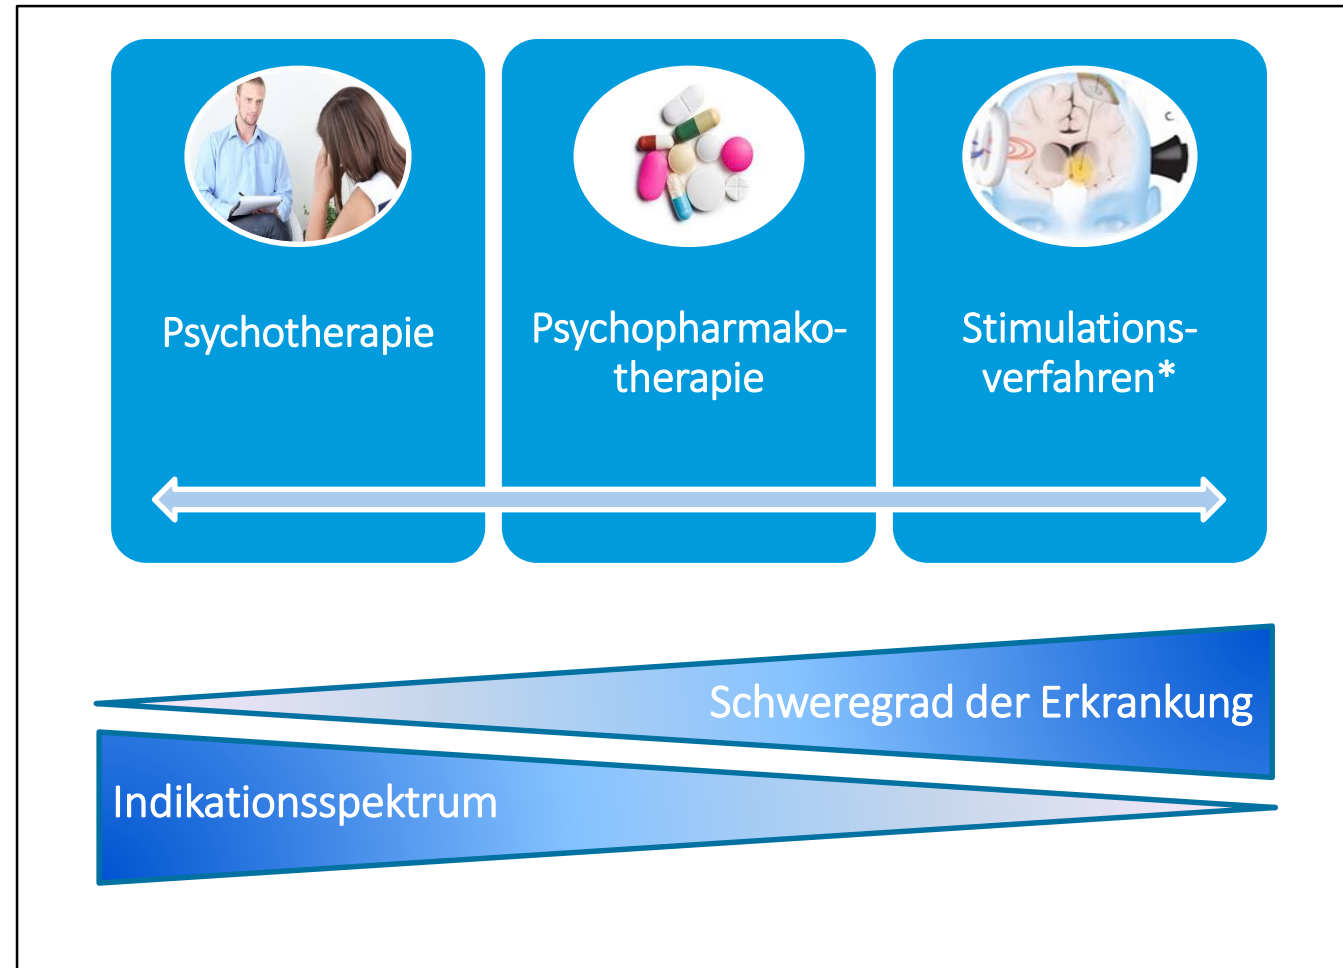 Psychotherapie
Psychopharmako-
therapie
Stimulations-
verfahren*
C
Schweregrad der Erkrankung
Indikationsspektrum